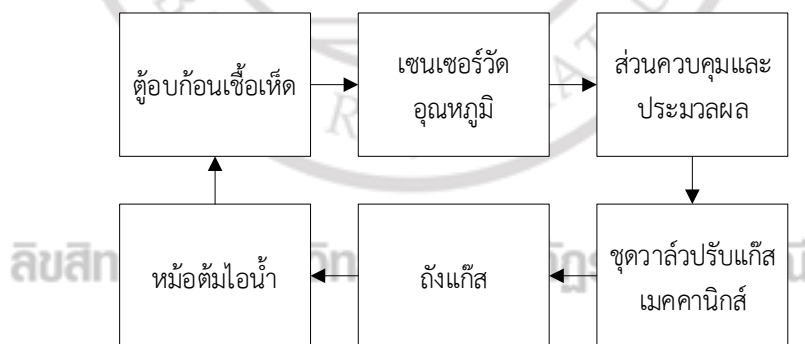 ตู้อบก้อนเชื้อเห็ด
เซนเซอร์วัด
อุณหภูมิ
ส่วนควบคุมและ
ประมวลผล
หม้อต้มไอน้ำ
ถังแก๊ส
ชุดวาล์วปรับแก๊ส
เมคคานิกส์